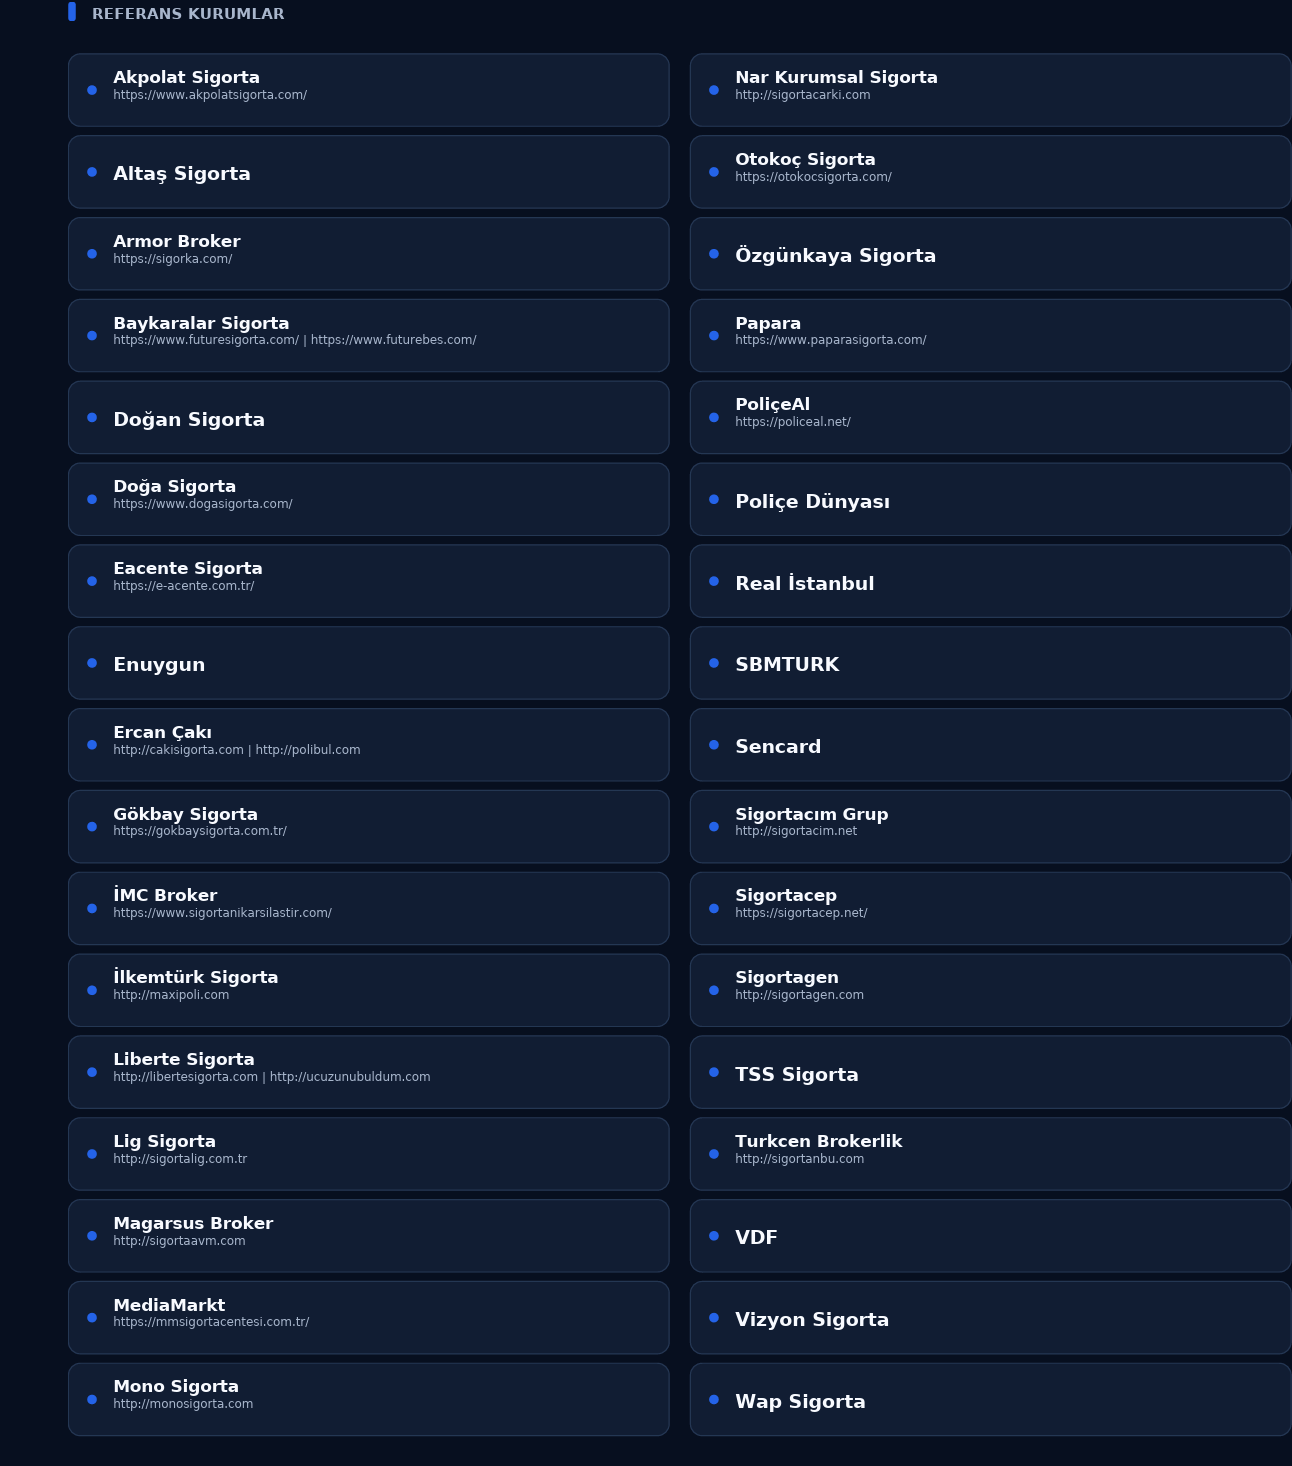 REFERANS KURUMLAR
Akpolat Sigorta
https://www.akpolatsigorta.com/
Altaş Sigorta
Armor Broker
https://sigorka.com/
Baykaralar Sigorta
https://www.futuresigorta.com/ | https://www.futurebes.com/
Doğan Sigorta
Doğa Sigorta
https://www.dogasigorta.com/
Eacente Sigorta
https://e-acente.com.tr/
Enuygun
Ercan Çakı
http://cakisigorta.com | http://polibul.com
Gökbay Sigorta
https://gokbaysigorta.com.tr/
İMC Broker
https://www.sigortanikarsilastir.com/
İlkemtürk Sigorta
http://maxipoli.com
Liberte Sigorta
http://libertesigorta.com | http://ucuzunubuldum.com
Lig Sigorta
http://sigortalig.com.tr
Magarsus Broker
http://sigortaavm.com
MediaMarkt
https://mmsigortacentesi.com.tr/
Mono Sigorta
http://monosigorta.com
Nar Kurumsal Sigorta
http://sigortacarki.com
Otokoç Sigorta
https://otokocsigorta.com/
Özgünkaya Sigorta
Papara
https://www.paparasigorta.com/
PoliçeAl
https://policeal.net/
Poliçe Dünyası
Real İstanbul
SBMTURK
Sencard
Sigortacım Grup
http://sigortacim.net
Sigortacep
https://sigortacep.net/
Sigortagen
http://sigortagen.com
TSS Sigorta
Turkcen Brokerlik
http://sigortanbu.com
VDF
Vizyon Sigorta
Wap Sigorta